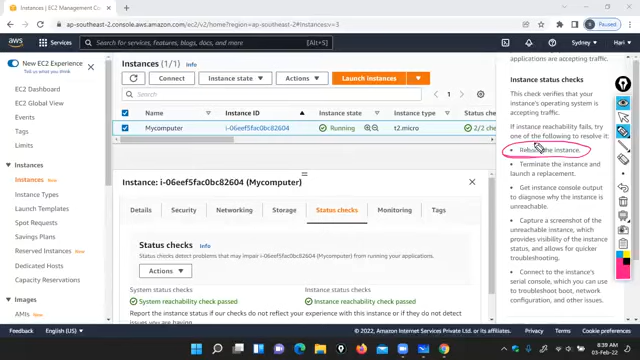 Instances | EC2 Management Con
ap-southeast-2.console.aws.amazon.com/ec2/v2/home?region=ap-southeast-2#Instances:v=3
Paused
aws
Services
Search for services, features, blogs, docs, and more
[Alt+S]
Sydney
Hari
New EC2 Experience
Tell us what you think
EC2 Dashboard
EC2 Global View
Events
Tags
Limits
Instances
Instances New
Instance Types
Launch Templates
Spot Requests
Savings Plans
Reserved Instances New
Dedicated Hosts
Capacity Reservations
Images
AMIs New
Instances (1/1) Info
Connect
Instance state
Actions
Launch instances
Search
1
Name
Instance ID
Instance state
Instance type
Status check
Mycomputer
i-06eef5fac0bc82604
Running
t2.micro
2/2 chec
Instance: i-06eef5fac0bc82604 (Mycomputer)
Details
Security
Networking
Storage
Status checks
Monitoring
Tags
Status checks Info
Status checks detect problems that may impair i-06eef5fac0bc82604 (Mycomputer) from running your applications.
Actions
System status checks
System reachability check passed
Instance status checks
Instance reachability check passed
Report the instance status if our checks do not reflect your experience with this instance or if they do not detect
issues you are having.
applications are accepting traffic.
Instance status checks
This check verifies that your
instance's operating system is
accepting traffic.
If instance reachability fails, try
one of the following to resolve it:
• the instance.
• Terminate the instance and
launch a replacement.
• Get instance console output
to diagnose why the instance is
unreachable.
• Capture a screenshot of the
unreachable instance, which
provides visibility of the instance
status, and allows for quicker
troubleshooting.
• Connect to the instance's
serial console, which you can use
to troubleshoot boot, network
configuration, and other issues.
Feedback
English (US)
© 2022, Amazon Internet Services Private Ltd. or its affiliates.
Privacy
Terms
Cookie preferences
ENG
IN
8:39 AM
03-Feb-22